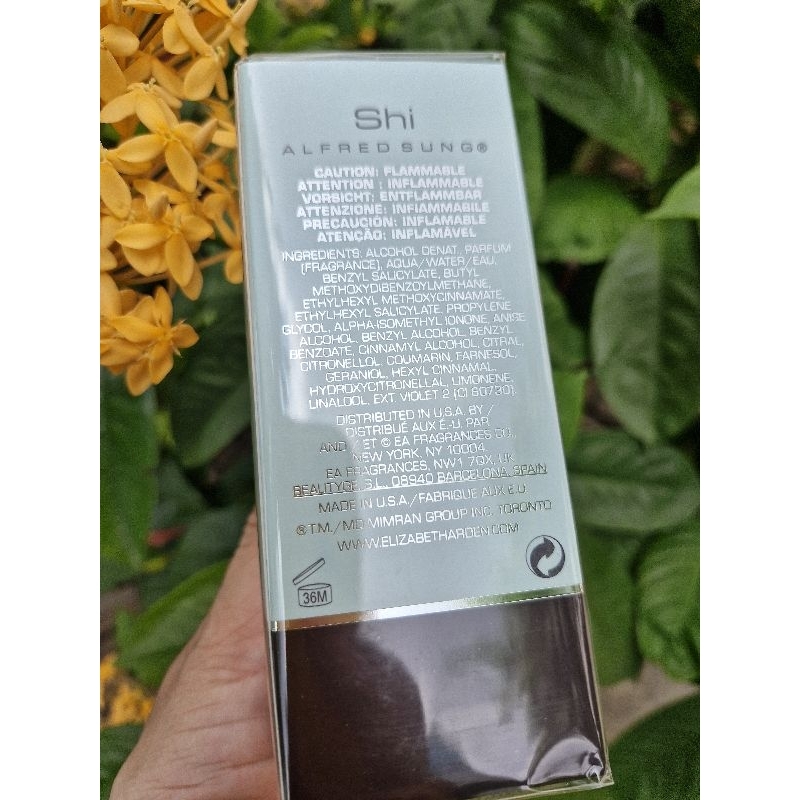 Shi
ALFRED SUNG®
CAUTION: FLAMMABLE
ATTENTION : INFLAMMABLE
VORSICHT: ENTFLAMMBAR
ATTENZIONE: INFIAMMABILE
PRECAUCIÓN: INFLAMABLE
ATENÇÃO: INFLAMÁVEL
INGREDIENTS: ALCOHOL DENAT., PARFUM
(FRAGRANCE), AQUA/WATER/EAU,
BENZYL SALICYLATE, BUTYL
METHOXYDIBENZOYLMETHANE,
ETHYLHEXYL METHOXYCINNAMATE,
ETHYLHEXYL SALICYLATE, PROPYLENE
GLYCOL, ALPHA-ISOMETHYL IONONE, ANISE
ALCOHOL, BENZYL ALCOHOL, BENZYL
BENZOATE, CINNAMYL ALCOHOL, CITRAL,
CITRONELLOL, COUMARIN, FARNESOL,
GERANIOL, HEXYL CINNAMAL,
HYDROXYCITRONELLAL, LIMONENE,
LINALOOL, EXT. VIOLET 2 (CI 60730).
DISTRIBUTED IN U.S.A. BY /
DISTRIBUÉ AUX É-U. PAR
AND / ET © EA FRAGRANCES CO.,
NEW YORK, NY 10004
EA FRAGRANCES, NW1 7QX, UK
BEAUTYGE, S.L., 08940 BARCELONA, SPAIN
MADE IN U.S.A./FABRIQUÉ AUX É.U.
®T.M./MD MIMRAN GROUP INC. TORONTO
WWW.ELIZABETHARDEN.COM
36M